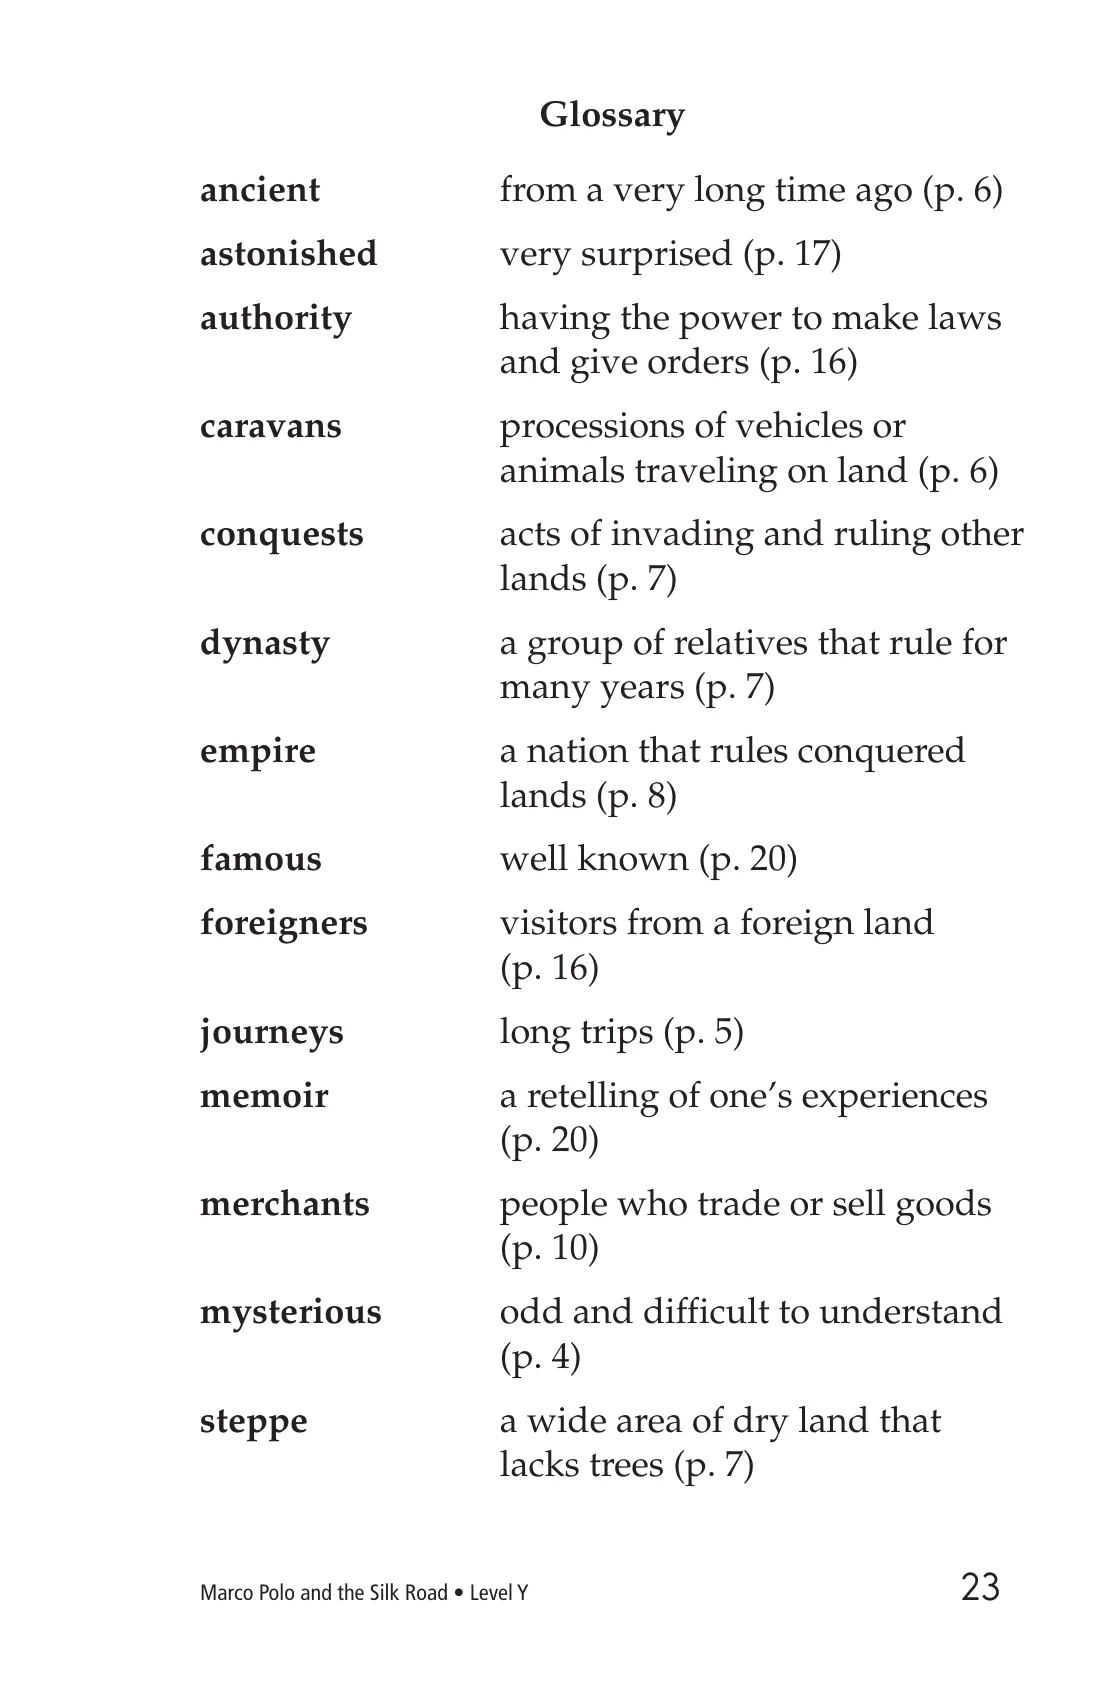 Glossary
ancient from a very long time ago (p. 6)
astonished very surprised (p. 17)
authority having the power to make laws
and give orders (p. 16)
caravans processions of vehicles or
animals traveling on land (p. 6)
conquests acts of invading and ruling other
lands (p. 7)
dynasty a group of relatives that rule for
many years (p. 7)
empire a nation that rules conquered
lands (p. 8)
famous well known (p. 20)
foreigners visitors from a foreign land
(p. 16)
journeys long trips (p. 5)
memoir a retelling of one’s experiences
(p. 20)
merchants people who trade or sell goods
(p. 10)
mysterious odd and difficult to understand
(p. 4)
steppe a wide area of dry land that
lacks trees (p. 7)
Marco Polo and the Silk Road • Level Y 23